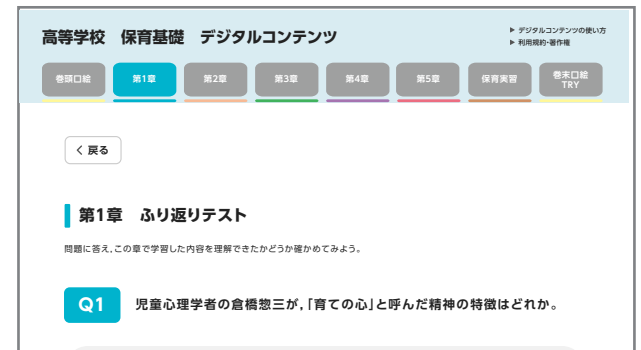 高等学校 保育基礎 デジタルコンテンツ
▶ デジタルコンテンツの使い方
▶ 利用規約・著作権
巻頭口絵 第1章 第2章 第3章 第4章 第5章 保育実習 巻末口絵 TRY
く 戻る
第1章 ふり返りテスト
問題に答え、この章で学習した内容を理解できたかどうか確かめてみよう。
Q1 児童心理学者の倉橋惣三が，「育ての心」と呼んだ精神の特徴はどれか。